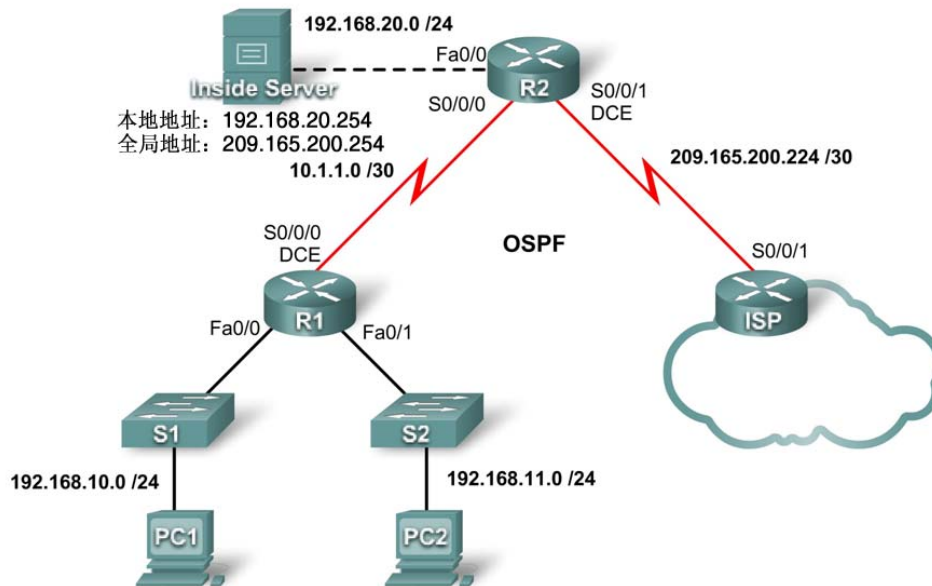 192.168.20.0 /24
Fa0/0
R2
Inside Server
S0/0/0
S0/0/1
DCE
本地地址：192.168.20.254
全局地址：209.165.200.254
10.1.1.0 /30
209.165.200.224 /30
S0/0/0
DCE
OSPF
S0/0/1
Fa0/0
R1
Fa0/1
ISP
S1
S2
192.168.10.0 /24
192.168.11.0 /24
PC1
PC2